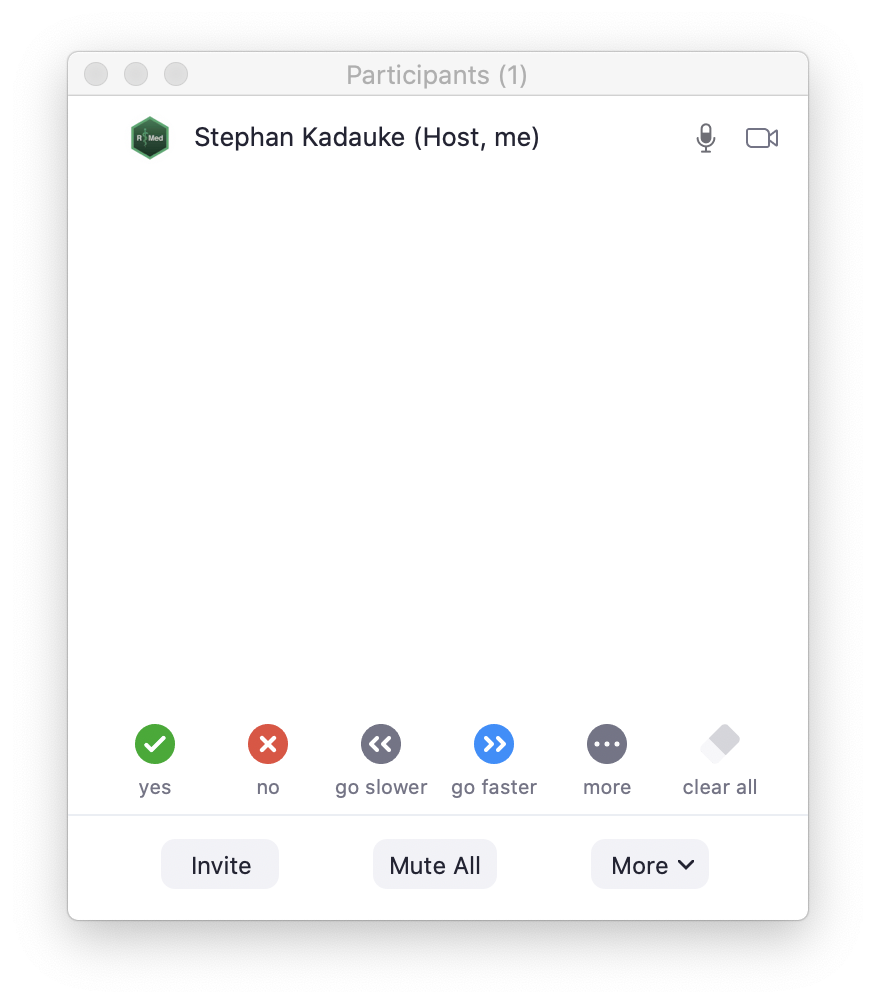 Participants (1)
R Med
Stephan Kadauke (Host, me)
yes
no
go slower
go faster
more
clear all
Invite
Mute All
More